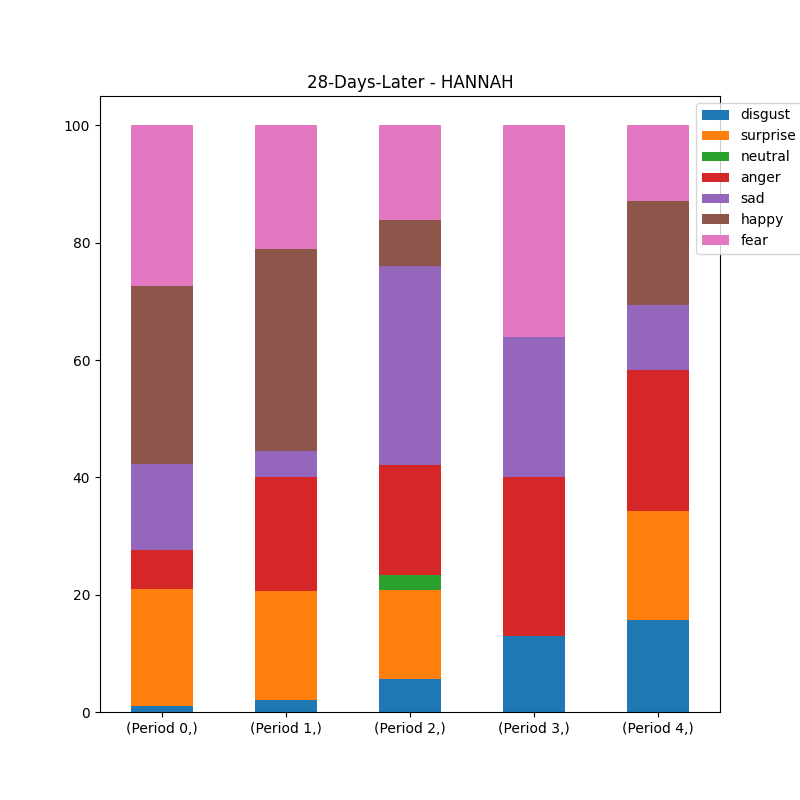 28-Days-Later - HANNAH
disgust
surprise
neutral
anger
sad
happy
fear
100
80
60
40
20
0
(Period 0,) (Period 1,) (Period 2,) (Period 3,) (Period 4,)